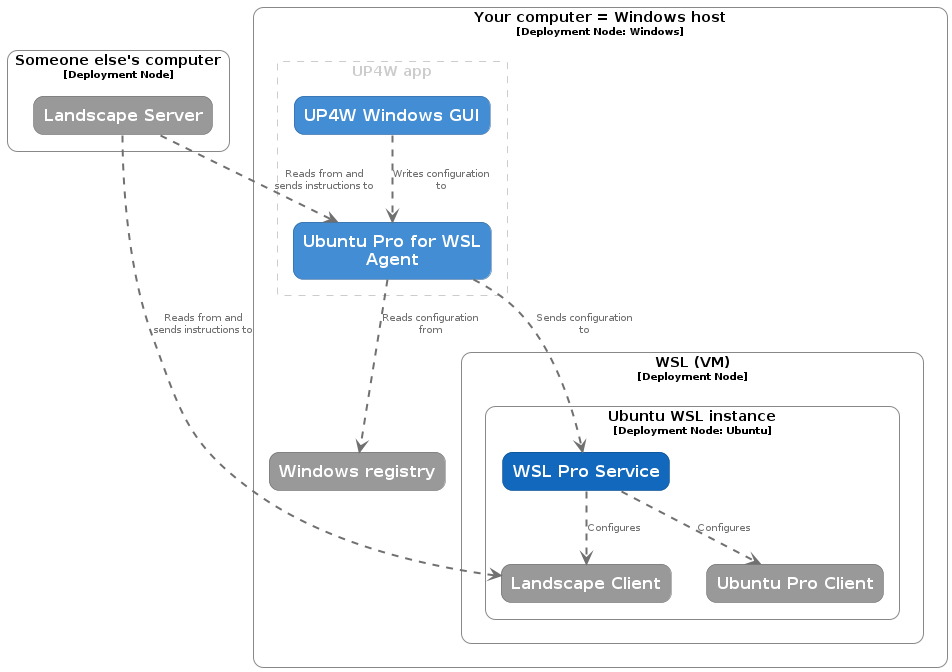 Your computer = Windows host
[Deployment Node: Windows]
Someone else's computer
[Deployment Node]
Landscape Server
UP4W app
UP4W Windows GUI
Reads from and
sends instructions to
Writes configuration
to
Ubuntu Pro for WSL
Agent
Reads from and
sends instructions to
Reads configuration
from
Sends configuration
to
WSL (VM)
[Deployment Node]
Ubuntu WSL instance
[Deployment Node: Ubuntu]
Windows registry
WSL Pro Service
Configures
Configures
Landscape Client
Ubuntu Pro Client